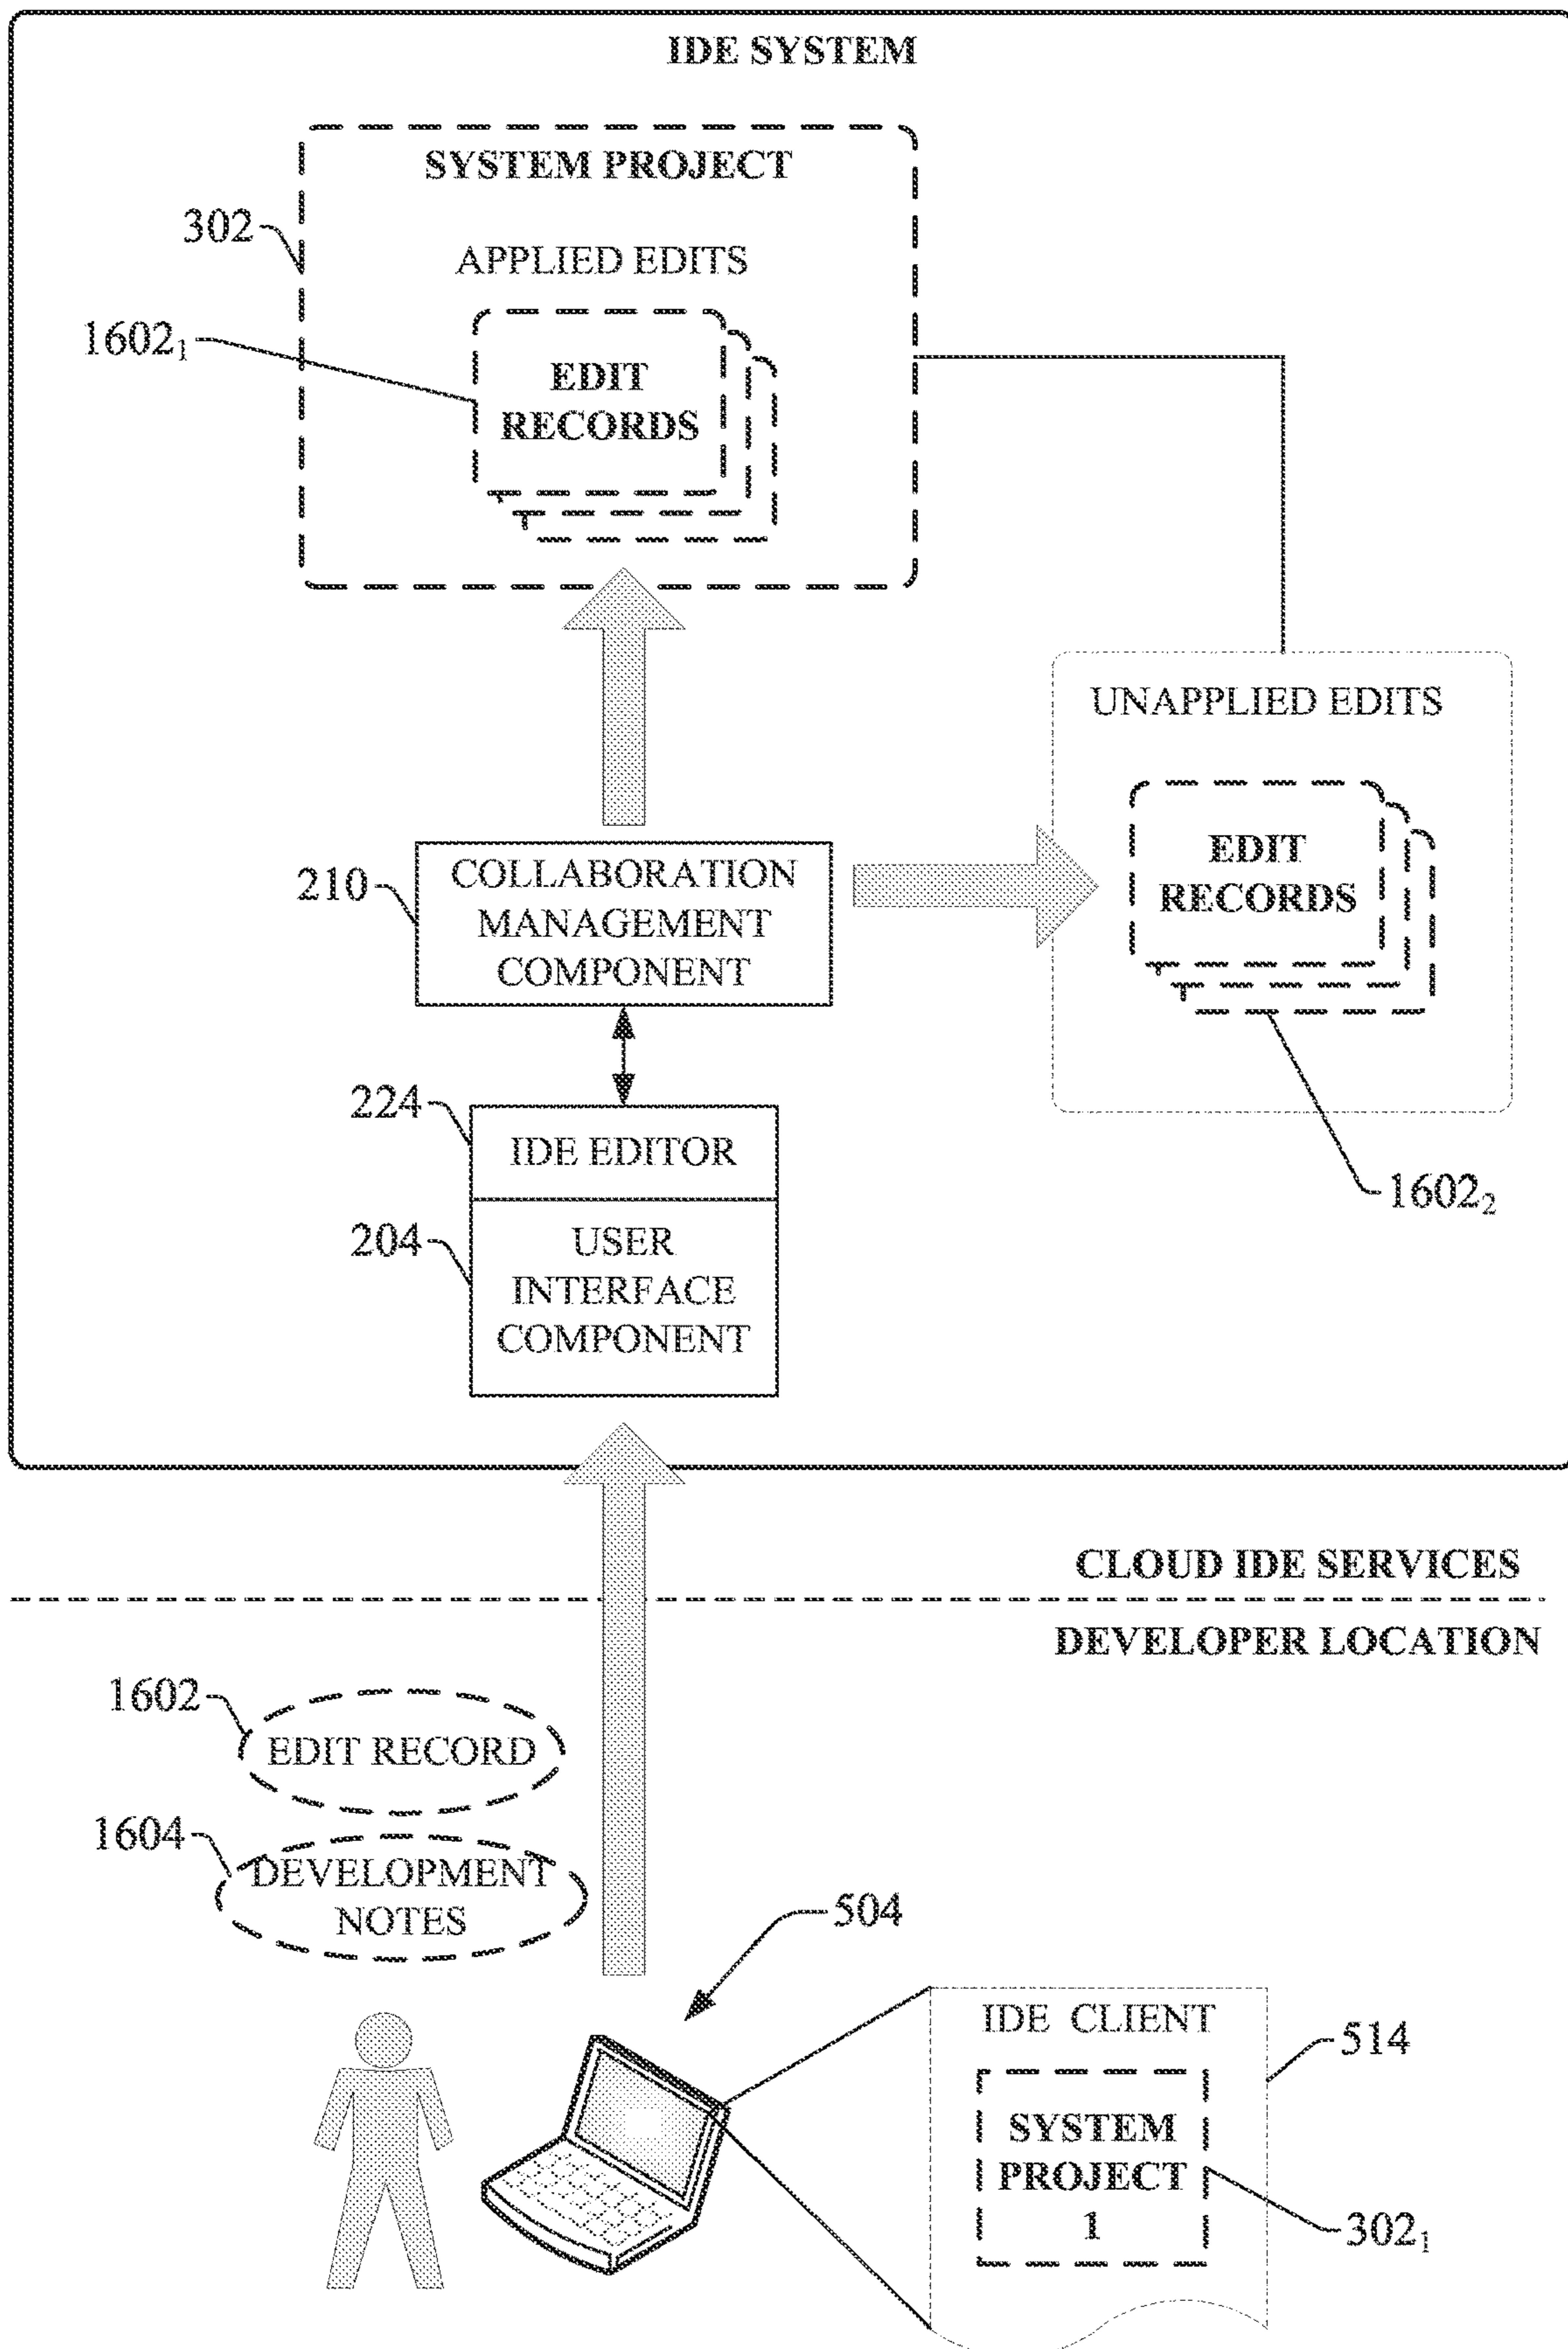 IDE SYSTEM
SYSTEM PROJECT
302
APPLIED EDITS
1602₁
EDIT
RECORDS
UNAPPLIED EDITS
EDIT
RECORDS
1602₂
210
COLLABORATION
MANAGEMENT
COMPONENT
224
IDE EDITOR
204
USER
INTERFACE
COMPONENT
CLOUD IDE SERVICES
DEVELOPER LOCATION
1602
EDIT RECORD
1604
DEVELOPMENT
NOTES
504
IDE CLIENT
514
SYSTEM
PROJECT
1
302₁